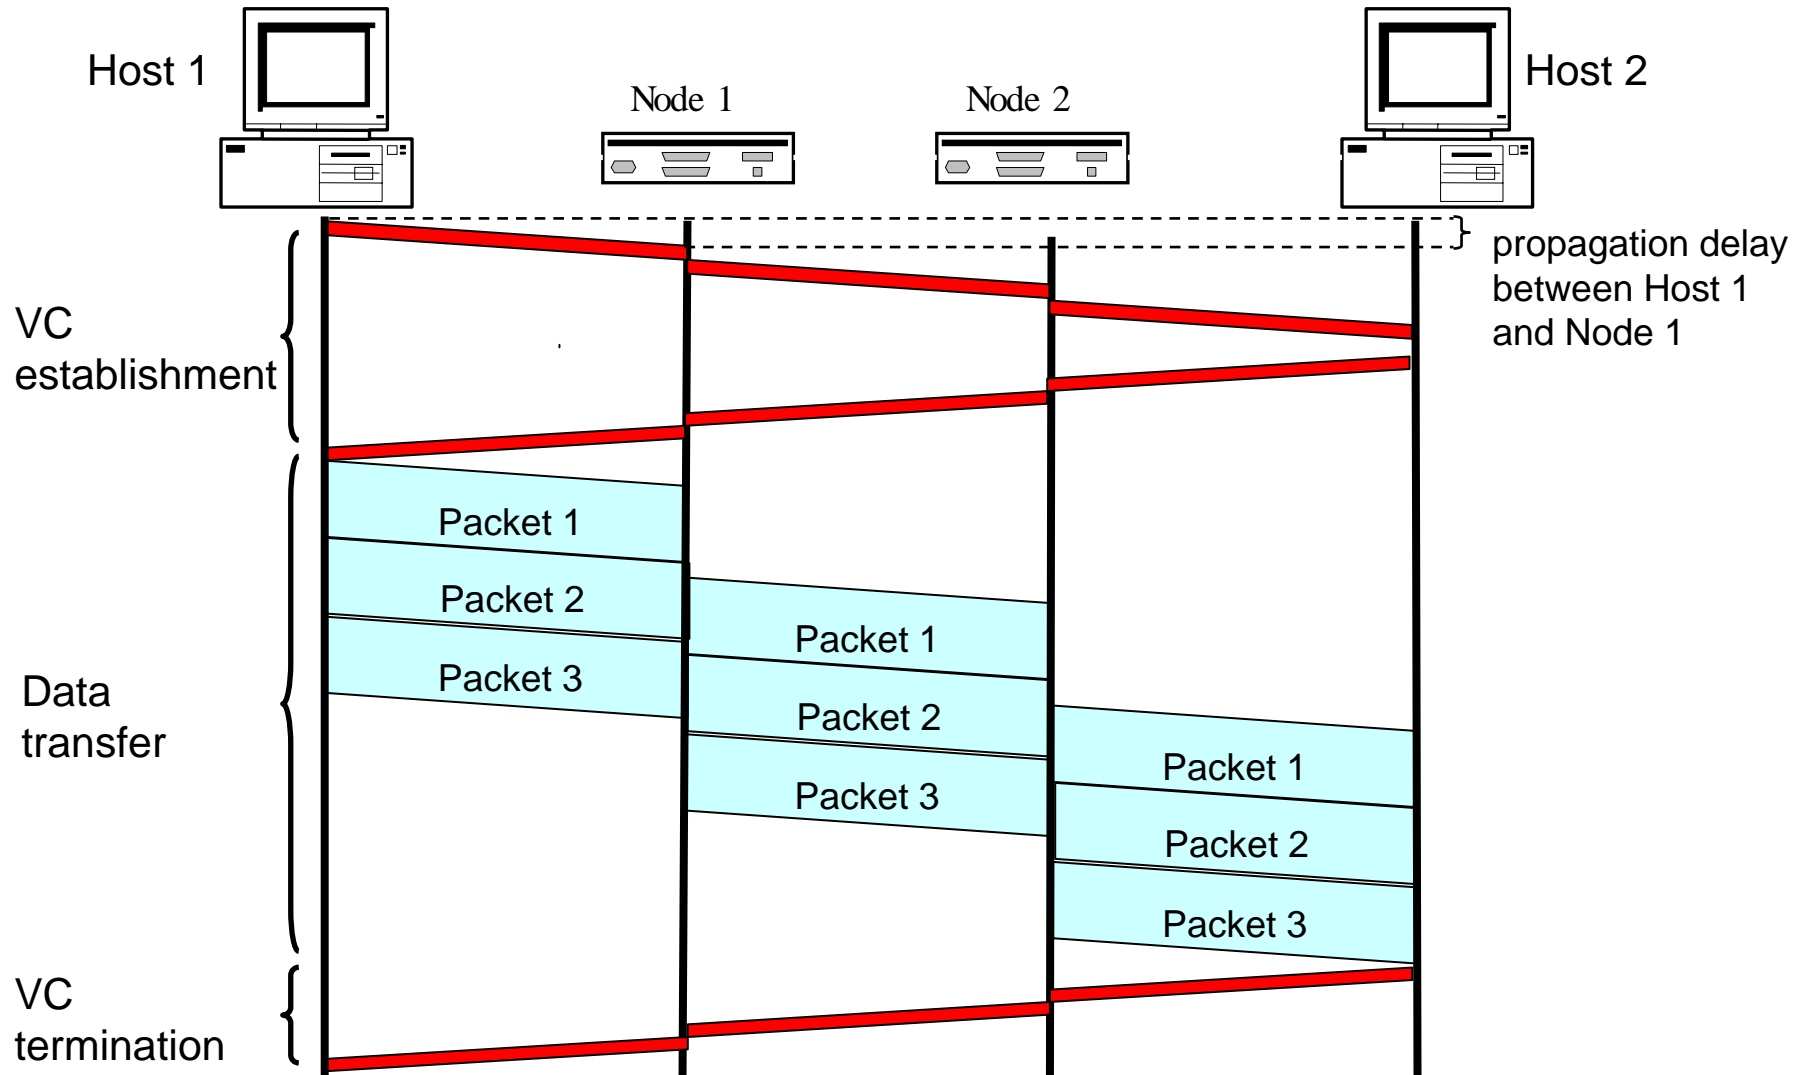 Host 1
Node 1
Node 2
Host 2
propagation delay
between Host 1
and Node 1
VC
establishment
Packet 1
Packet 2
Packet 3
Packet 1
Packet 2
Packet 3
Data
transfer
Packet 1
Packet 2
Packet 3
VC
termination